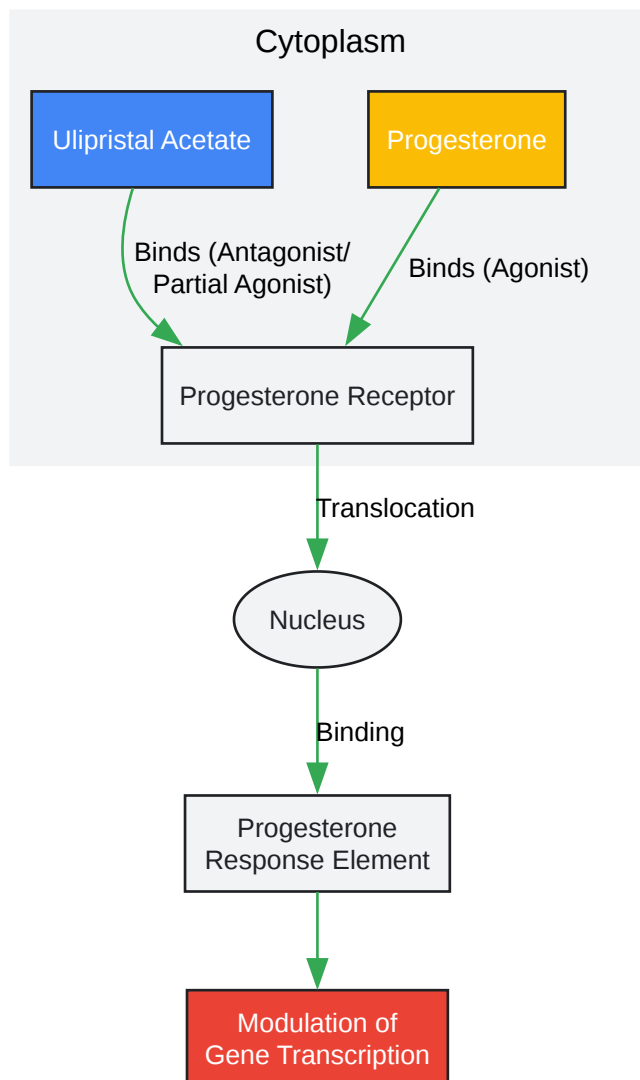 Cytoplasm
Ulipristal Acetate
Progesterone
Binds (Antagonist/
Partial Agonist)
Binds (Agonist)
Progesterone Receptor
Translocation
Nucleus
Binding
Progesterone
Response Element
Modulation of
Gene Transcription